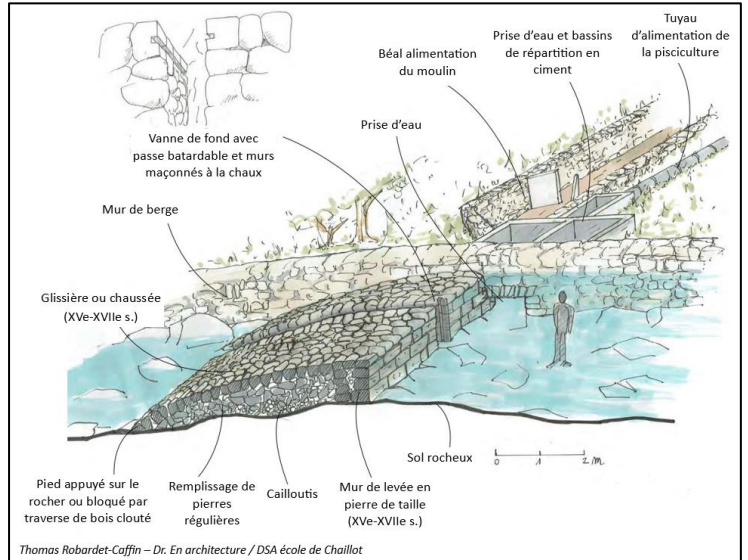 Tuyau
d'alimentation de
la pisciculture
Prise d'eau et bassins
de répartition en
ciment
Béal alimentation
du moulin
Prise d'eau
Vanne de fond avec
passe batardable et murs
maçonnés à la chaux
Mur de berge
Glissière ou chaussée
(XVe-XVIIe s.)
Pied appuyé sur le
rocher ou bloqué par
traverse de bois clouté
Remplissage de
pierres
régulières
Cailloutis
Mur de levée en
pierre de taille
(XVe-XVIIe s.)
Sol rocheux
0 1 2 m
Thomas Robardet-Caffin – Dr. En architecture / DSA école de Chaillot